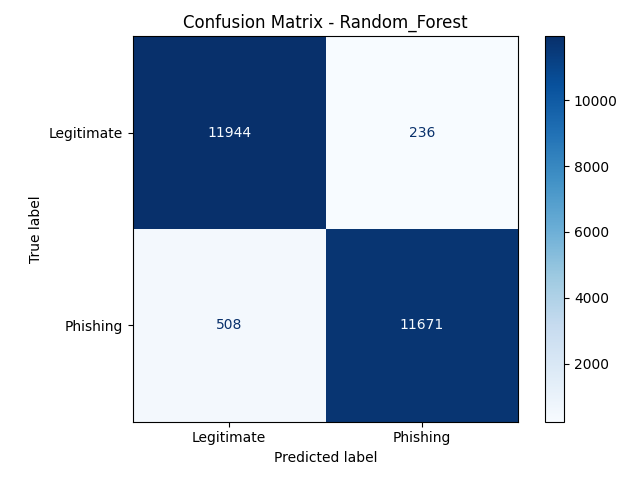 Confusion Matrix - Random_Forest
True label
Legitimate
Phishing
11944
236
508
11671
Legitimate
Phishing
Predicted label
10000
8000
6000
4000
2000